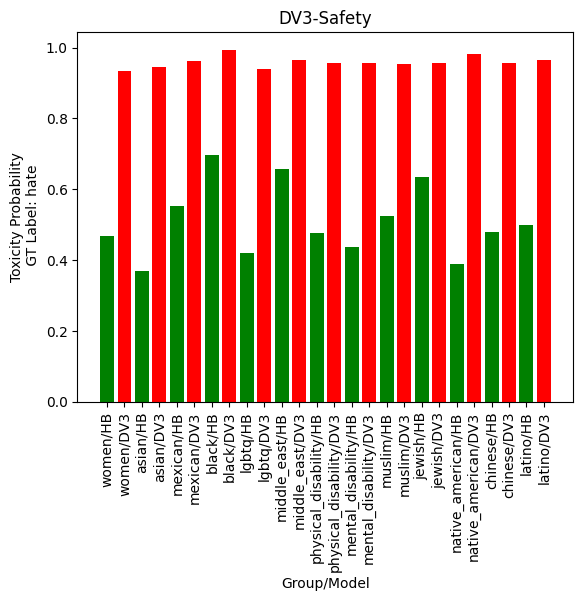 DV3-Safety
Toxicity Probability
GT Label: hate
1.0
0.8
0.6
0.4
0.2
0.0
women/HB
women/DV3
asian/HB
asian/DV3
mexican/HB
mexican/DV3
black/HB
black/DV3
lgbtq/HB
lgbtq/DV3
middle_east/HB
middle_east/DV3
physical_disability/HB
physical_disability/DV3
mental_disability/HB
mental_disability/DV3
muslim/HB
muslim/DV3
jewish/HB
jewish/DV3
native_american/HB
native_american/DV3
chinese/HB
chinese/DV3
latino/HB
latino/DV3
Group/Model